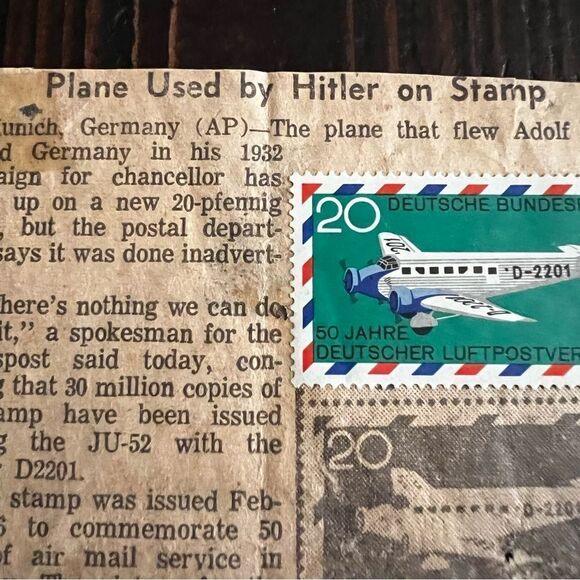 Plane Used by Hitler on Stamp
unich, Germany (AP)—The plane that flew Adolf
d Germany in his 1932
aign for chancellor has
up on a new 20-pfennig
, but the postal depart-
says it was done inadvert-
here's nothing we can do
it," a spokesman for the
spost said today, con-
g that 30 million copies of
amp have been issued
g the JU-52 with the
D2201.
stamp was issued Feb-
6 to commemorate 50
of air mail service in
20
DEUTSCHE BUNDES
D-2201
50 JAHRE
DEUTSCHER LUFTPOSTVER
20
D-220